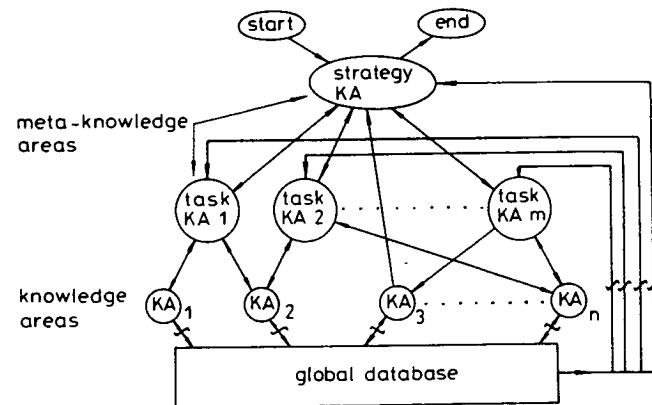 start
end
strategy
KA
meta-knowledge
areas
task
KA 1
task
KA 2
task
KA m
knowledge
areas
KA 1
KA 2
KA 3
KA n
global database